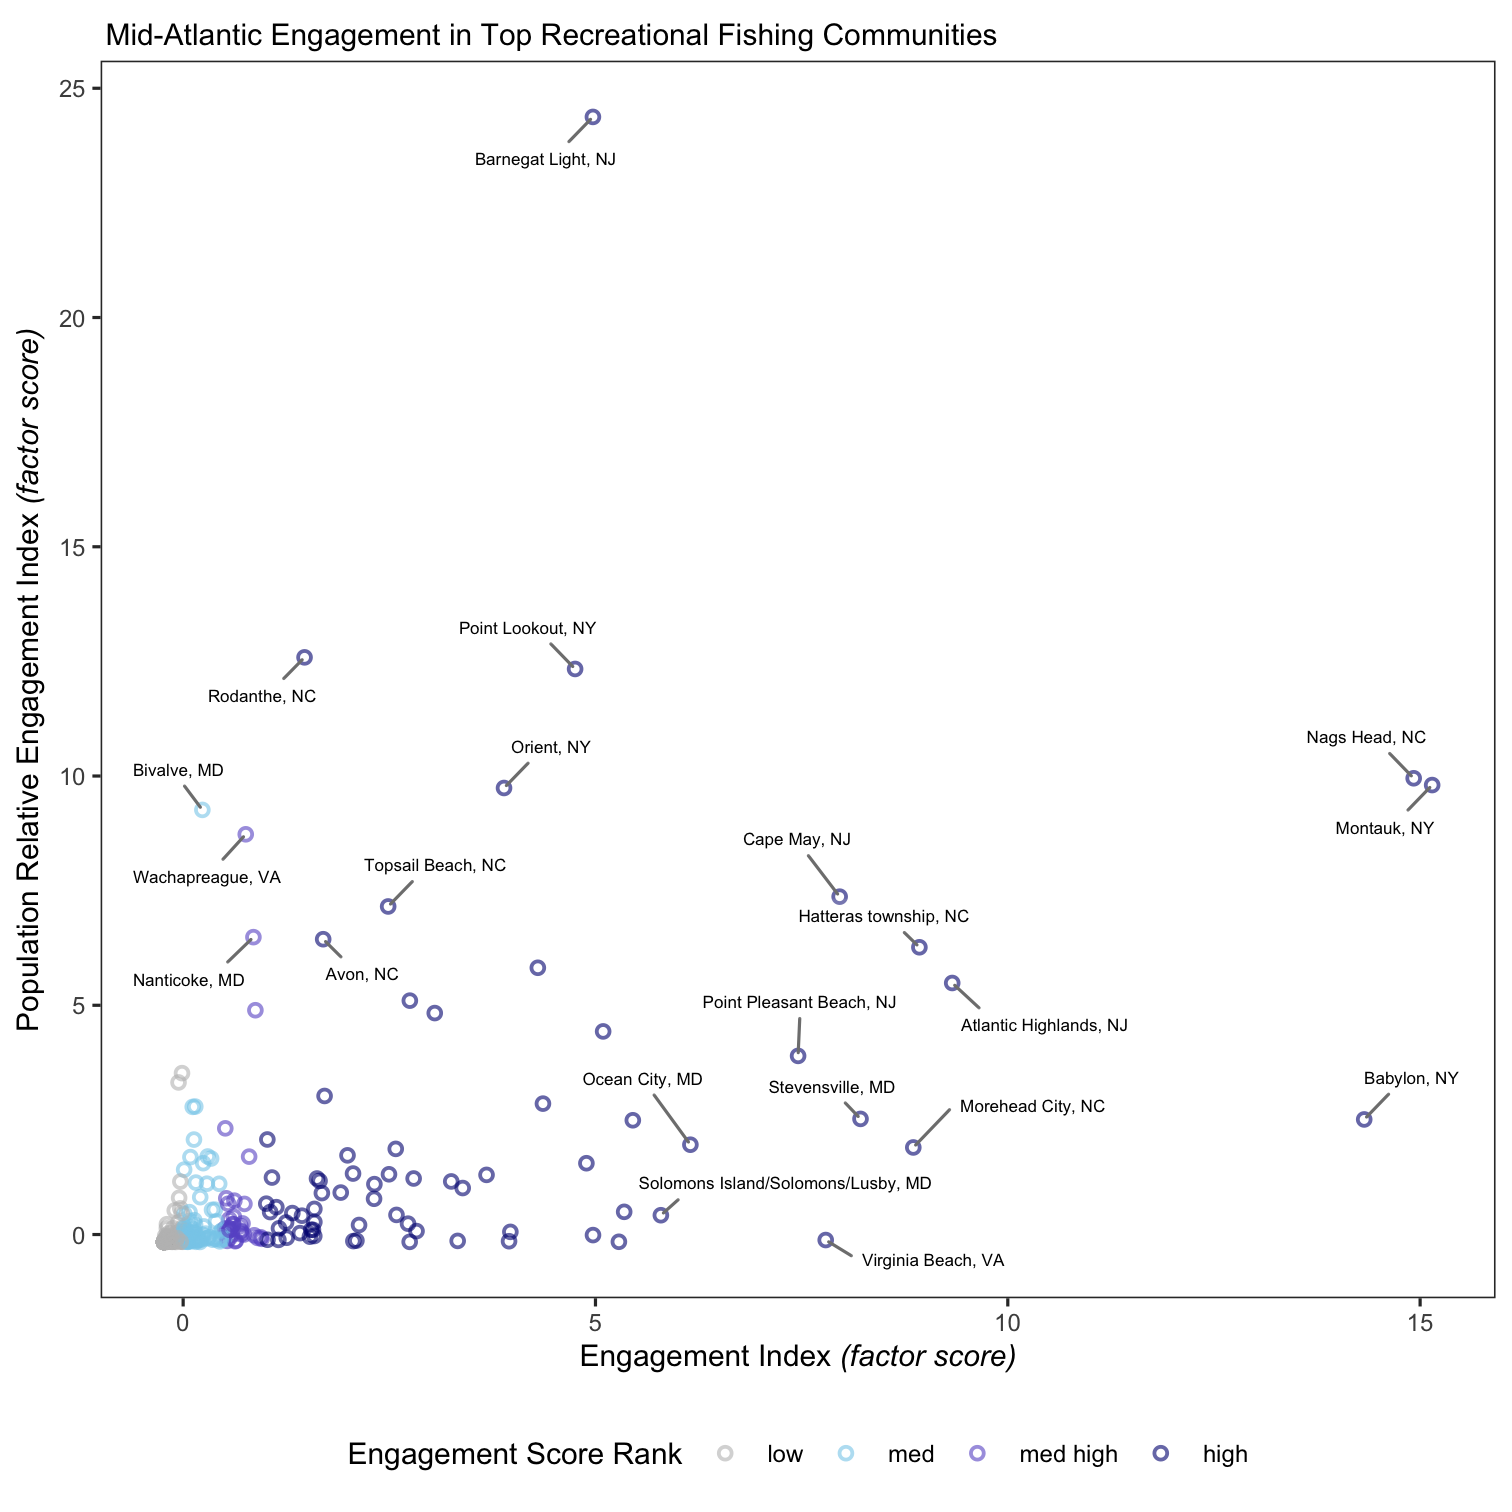 Mid-Atlantic Engagement in Top Recreational Fishing Communities
25
Barnegat Light, NJ
20
Population Relative Engagement Index (factor score)
15
Point Lookout, NY
Rodanthe, NC
Nags Head, NC
Orient, NY
Bivalve, MD
10
Montauk, NY
Cape May, NJ
Topsail Beach, NC
Wachapreague, VA
Hatteras township, NC
Avon, NC
Nanticoke, MD
Point Pleasant Beach, NJ
5
Atlantic Highlands, NJ
Ocean City, MD
Babylon, NY
Stevensville, MD
Morehead City, NC
Solomons Island/Solomons/Lusby, MD
0
Virginia Beach, VA
0 5 10 15
Engagement Index (factor score)
Engagement Score Rank low med med high high